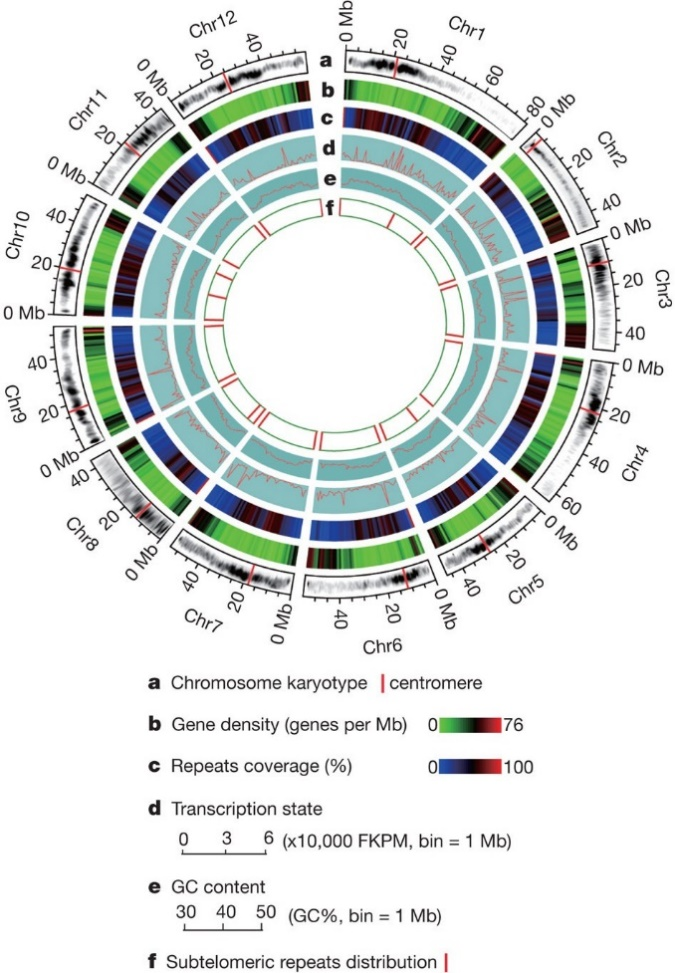 Chr1
0 Mb
20
40
60
80
Chr2
0 Mb
20
40
Chr3
0 Mb
20
40
Chr4
0 Mb
20
40
60
Chr5
0 Mb
20
40
Chr6
0 Mb
20
40
Chr7
0 Mb
20
40
Chr8
0 Mb
20
40
Chr9
0 Mb
20
40
Chr10
0 Mb
20
40
Chr11
0 Mb
20
40
Chr12
0 Mb
20
40
a
b
c
d
e
f
a Chromosome karyotype | centromere
b Gene density (genes per Mb) 0 76
c Repeats coverage (%) 0 100
d Transcription state
0 3 6 (x10,000 FKPM, bin = 1 Mb)
e GC content
30 40 50 (GC%, bin = 1 Mb)
f Subtelomeric repeats distribution |